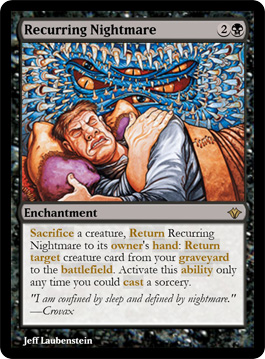 Recurring Nightmare 2
Enchantment
Sacrifice a creature, Return Recurring
Nightmare to its owner's hand: Return
target creature card from your graveyard
to the battlefield. Activate this ability only
any time you could cast a sorcery.
"I am confined by sleep and defined by nightmare."
—Crovax
Jeff Laubenstein